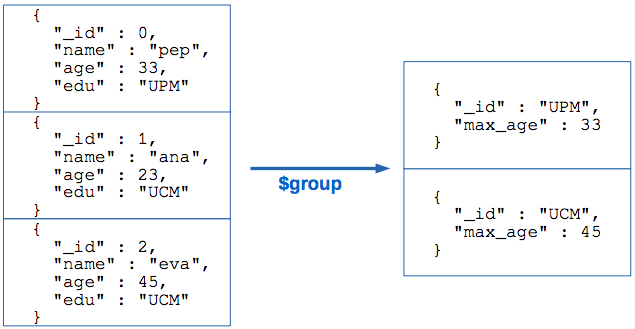 {
"_id" : 0,
"name" : "pep",
"age" : 33,
"edu" : "UPM"
}
{
"_id" : 1,
"name" : "ana",
"age" : 23,
"edu" : "UCM"
}
{
"_id" : 2,
"name" : "eva",
"age" : 45,
"edu" : "UCM"
}
$group
{
"_id" : "UPM",
"max_age" : 33
}
{
"_id" : "UCM",
"max_age" : 45
}